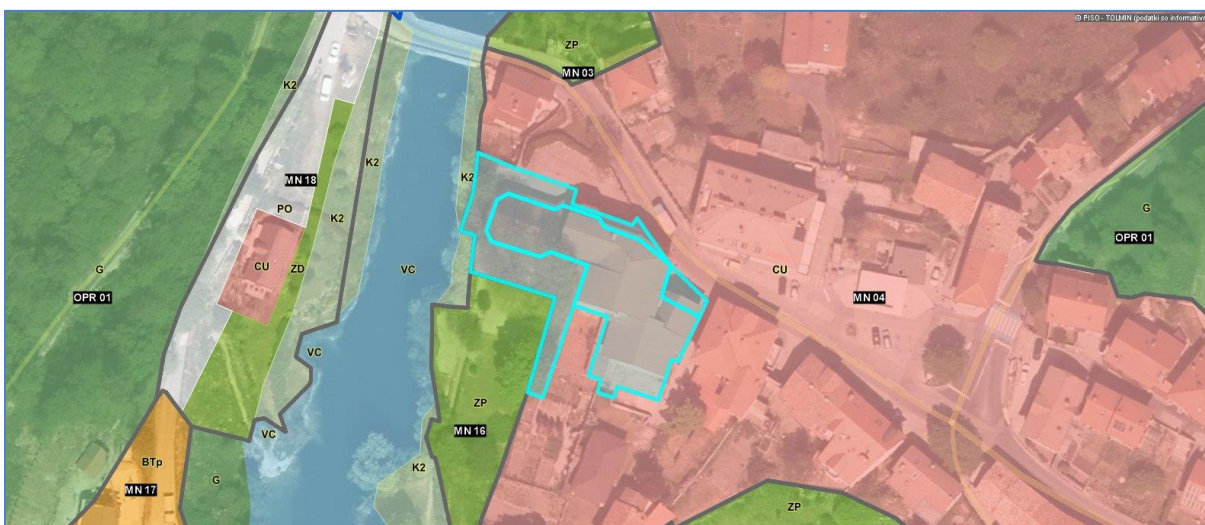 © PISO - TOLMIN (podatki so informativn
ZP
MN 03
K2
K2
MN 18
K2
K2
PO
G
OPR 01
CU
ZD
VC
CU
MN 04
G
OPR 01
VC
ZP
MN 16
VC
BTp
MN 17
G
K2
ZP